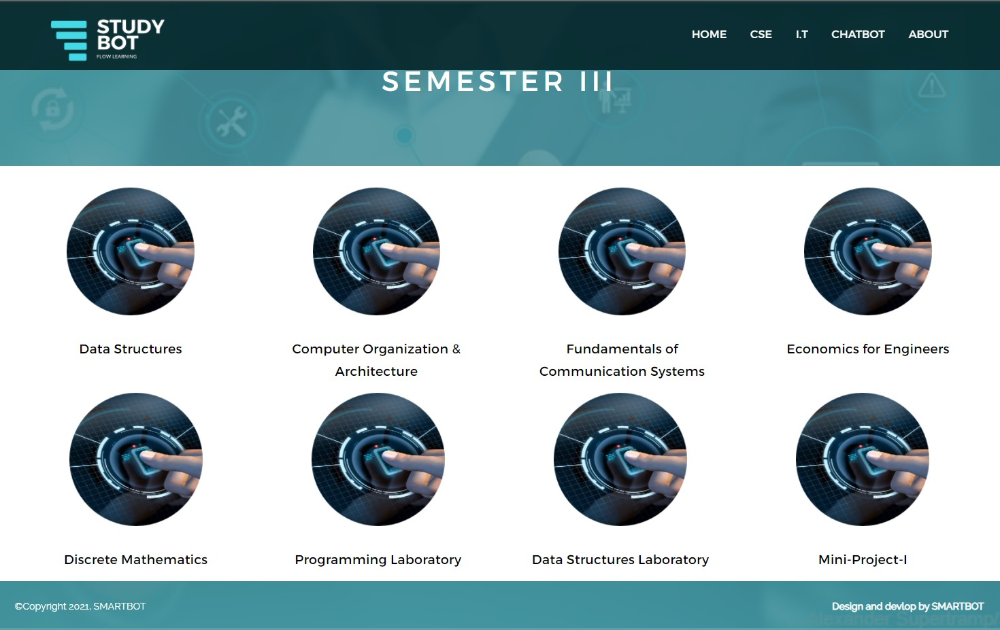 STUDY
BOT
FLOW LEARNING
HOME CSE I.T CHATBOT ABOUT
SEMESTER III
Data Structures
Computer Organization &
Architecture
Fundamentals of
Communication Systems
Economics for Engineers
Discrete Mathematics
Programming Laboratory
Data Structures Laboratory
Mini-Project-I
©Copyright 2021, SMARTBOT
Design and devlop by SMARTBOT
Alexander Supertramp/